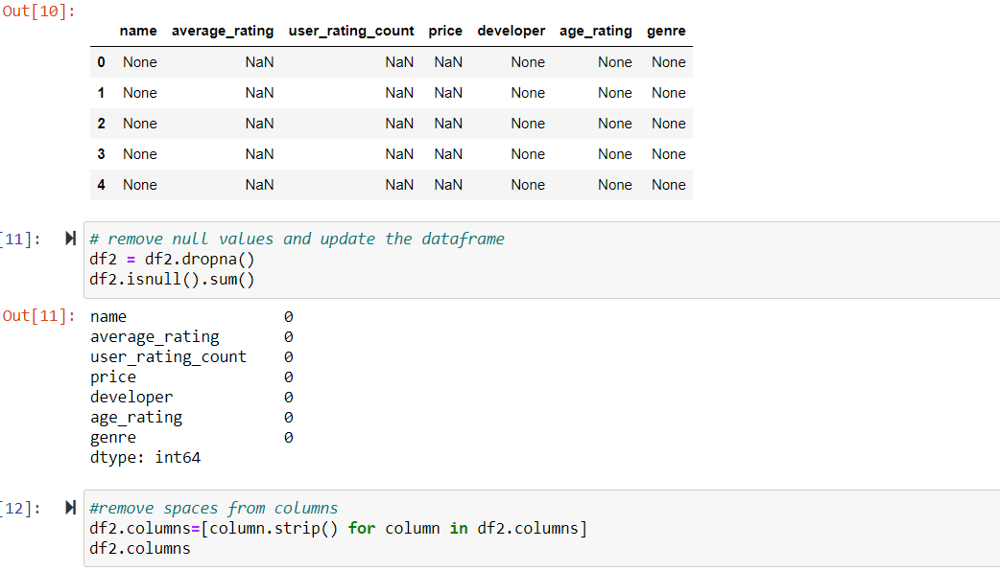 Out[10]:
name average_rating user_rating_count price developer age_rating genre
0 None NaN NaN NaN None None None
1 None NaN NaN NaN None None None
2 None NaN NaN NaN None None None
3 None NaN NaN NaN None None None
4 None NaN NaN NaN None None None
[11]:
# remove null values and update the dataframe
df2 = df2.dropna()
df2.isnull().sum()
Out[11]:
name 0
average_rating 0
user_rating_count 0
price 0
developer 0
age_rating 0
genre 0
dtype: int64
[12]:
#remove spaces from columns
df2.columns=[column.strip() for column in df2.columns]
df2.columns